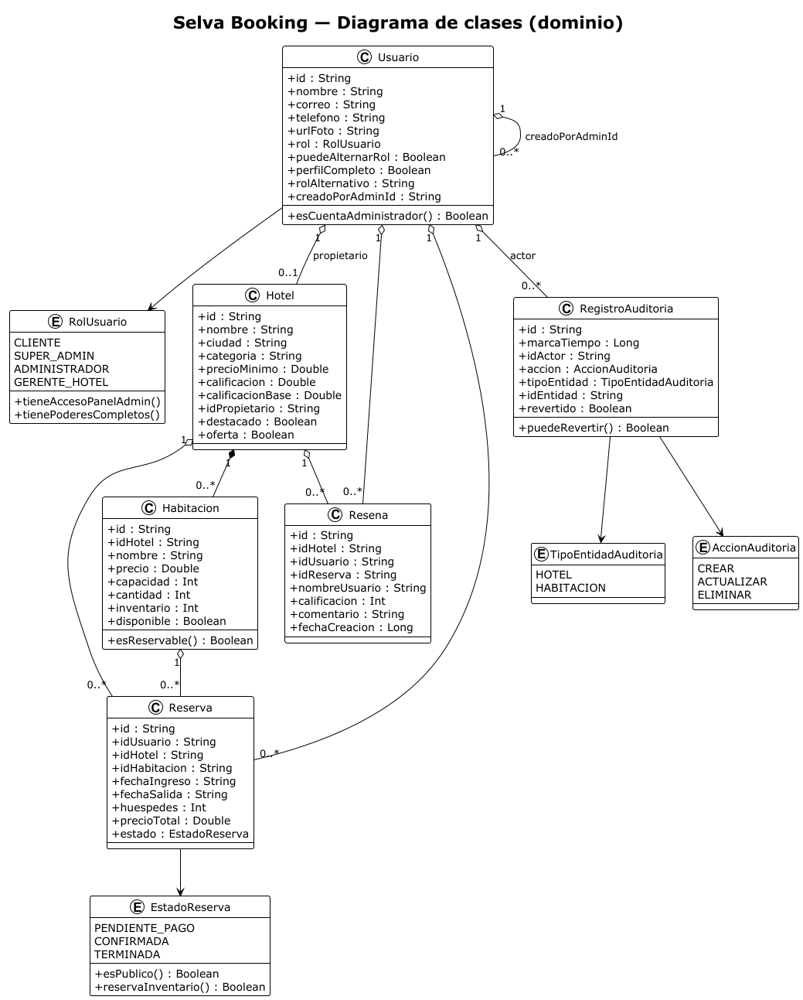 Selva Booking — Diagrama de clases (dominio)
C Usuario
+id : String
+nombre : String
+correo : String
+telefono : String
+urlFoto : String
+rol : RolUsuario
+puedeAlternarRol : Boolean
+perfilCompleto : Boolean
+rolAlternativo : String
+creadoPorAdminId : String
+esCuentaAdministrador() : Boolean
1
creadoPorAdminId
0..*
1
propietario
0..1
1
0..*
1
0..*
1
actor
0..*
E RolUsuario
CLIENTE
SUPER_ADMIN
ADMINISTRADOR
GERENTE_HOTEL
+tieneAccesoPanelAdmin()
+tienePoderesCompletos()
C Hotel
+id : String
+nombre : String
+ciudad : String
+categoria : String
+precioMinimo : Double
+calificacion : Double
+calificacionBase : Double
+idPropietario : String
+destacado : Boolean
+oferta : Boolean
C RegistroAuditoria
+id : String
+marcaTiempo : Long
+idActor : String
+accion : AccionAuditoria
+tipoEntidad : TipoEntidadAuditoria
+idEntidad : String
+revertido : Boolean
+puedeRevertir() : Boolean
1
0..*
1
0..*
1
0..*
C Habitacion
+id : String
+idHotel : String
+nombre : String
+precio : Double
+capacidad : Int
+cantidad : Int
+inventario : Int
+disponible : Boolean
+esReservable() : Boolean
C Resena
+id : String
+idHotel : String
+idUsuario : String
+idReserva : String
+nombreUsuario : String
+calificacion : Int
+comentario : String
+fechaCreacion : Long
E TipoEntidadAuditoria
HOTEL
HABITACION
E AccionAuditoria
CREAR
ACTUALIZAR
ELIMINAR
1
0..*
C Reserva
+id : String
+idUsuario : String
+idHotel : String
+idHabitacion : String
+fechaIngreso : String
+fechaSalida : String
+huespedes : Int
+precioTotal : Double
+estado : EstadoReserva
E EstadoReserva
PENDIENTE_PAGO
CONFIRMADA
TERMINADA
+esPublico() : Boolean
+reservaInventario() : Boolean